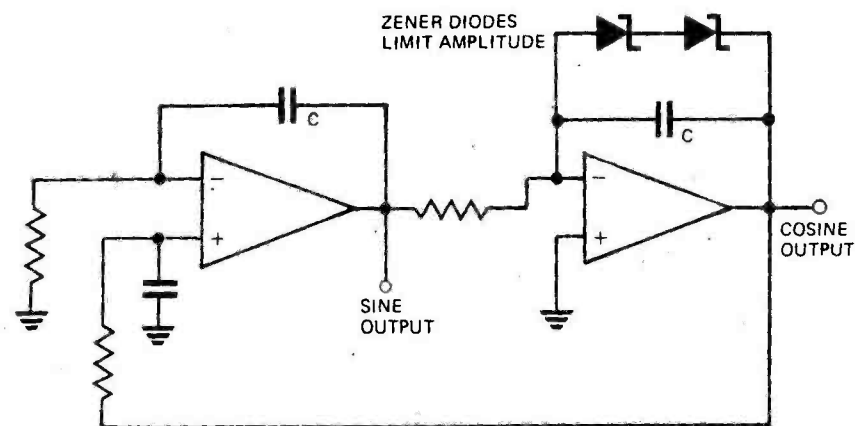 ZENER DIODES
LIMIT AMPLITUDE
C
C
−
+
−
+
SINE
OUTPUT
COSINE
OUTPUT